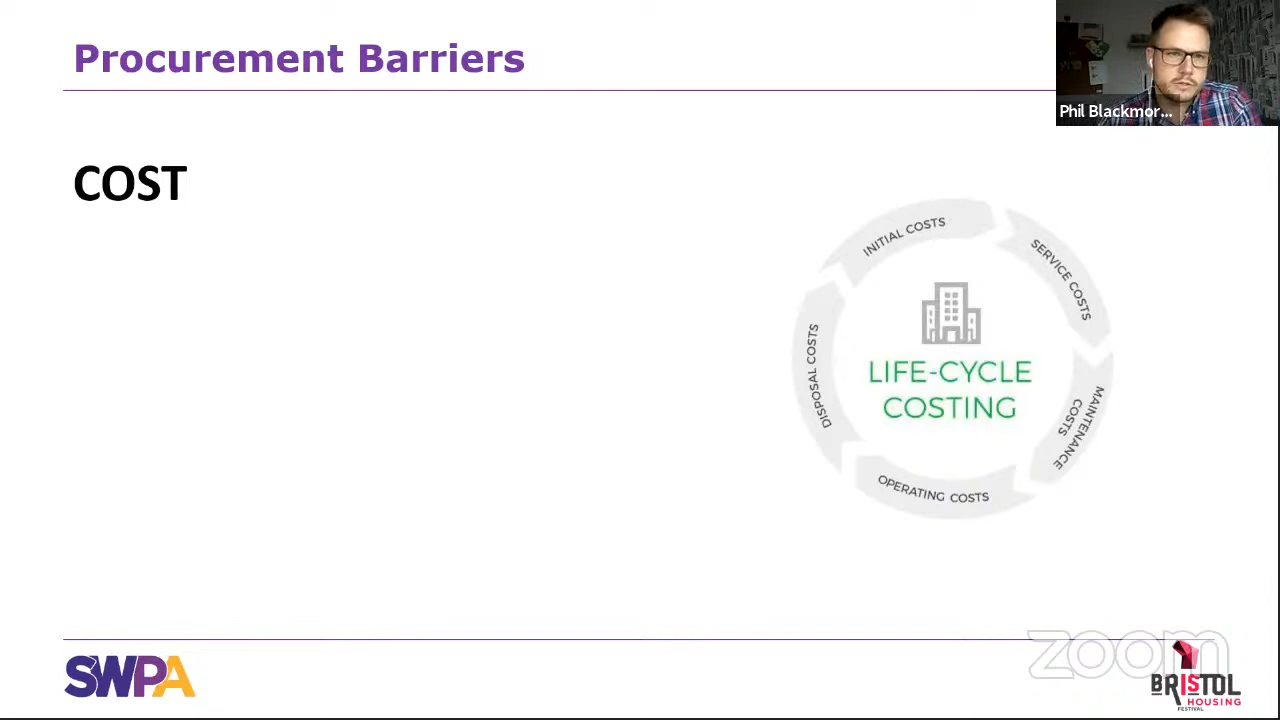 Procurement Barriers
Phil Blackmor...
COST
INITIAL COSTS
SERVICE COSTS
MAINTENANCE
COSTS
OPERATING COSTS
DISPOSAL COSTS
LIFE-CYCLE
COSTING
SWPA
zoom
BRISTOL
HOUSING
FESTIVAL